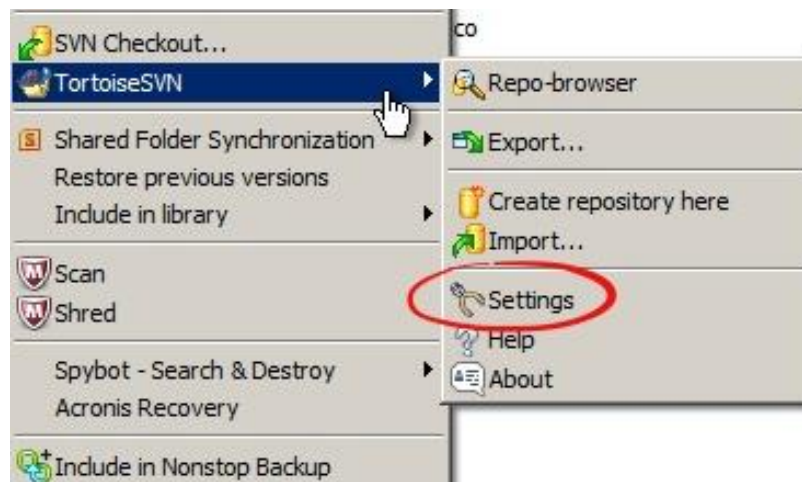 co
SVN Checkout...
TortoiseSVN
Shared Folder Synchronization
Restore previous versions
Include in library
Scan
Shred
Spybot - Search & Destroy
Acronis Recovery
Include in Nonstop Backup
Repo-browser
Export...
Create repository here
Import...
Settings
Help
About